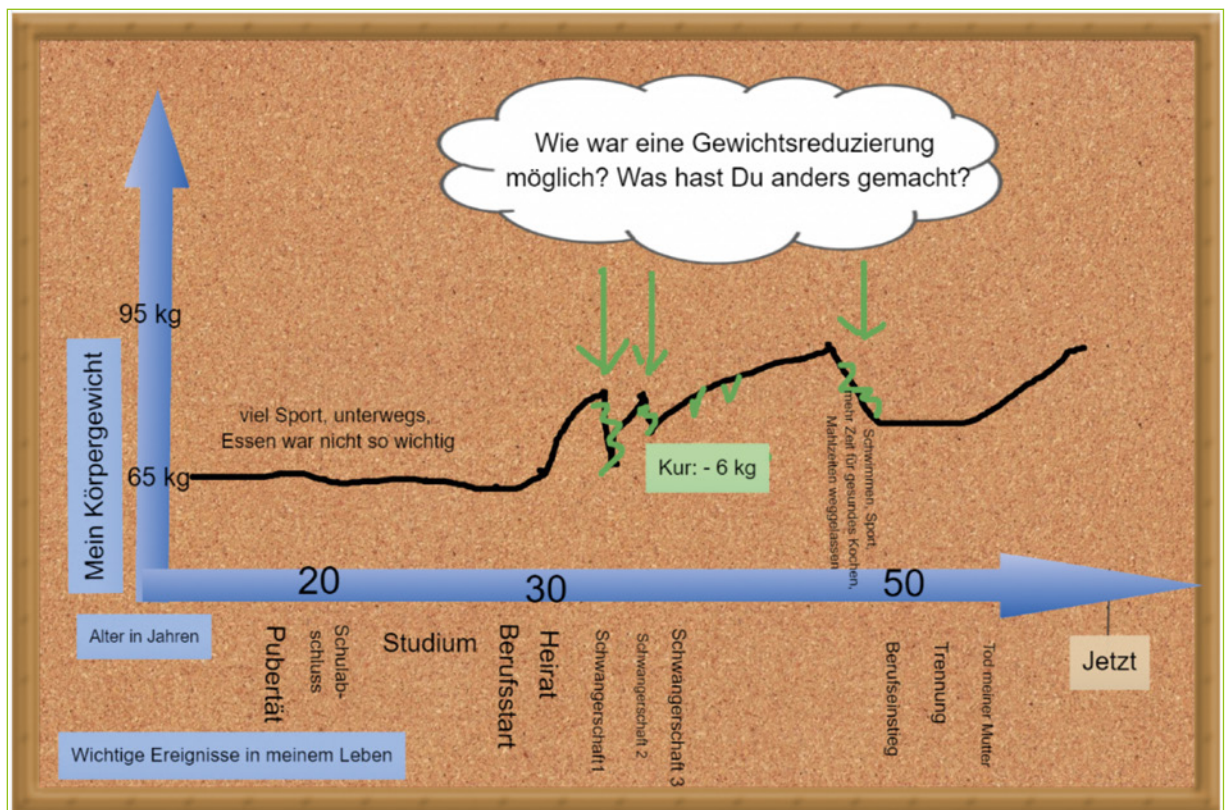 Wie war eine Gewichtsreduzierung
möglich? Was hast Du anders gemacht?
95 kg
Mein Körpergewicht
viel Sport, unterwegs,
Essen war nicht so wichtig
65 kg
Kur: - 6 kg
Schwimmen, Sport,
mehr Zeit für gesundes Kochen,
Mahlzeiten weggelassen
20
30
50
Alter in Jahren
Pubertät
Schulab-
schluss
Studium
Berufsstart
Heirat
Schwangerschaft1
Schwangerschaft 2
Schwangerschaft 3
Berufseinstieg
Trennung
Tod meiner Mutter
Jetzt
Wichtige Ereignisse in meinem Leben